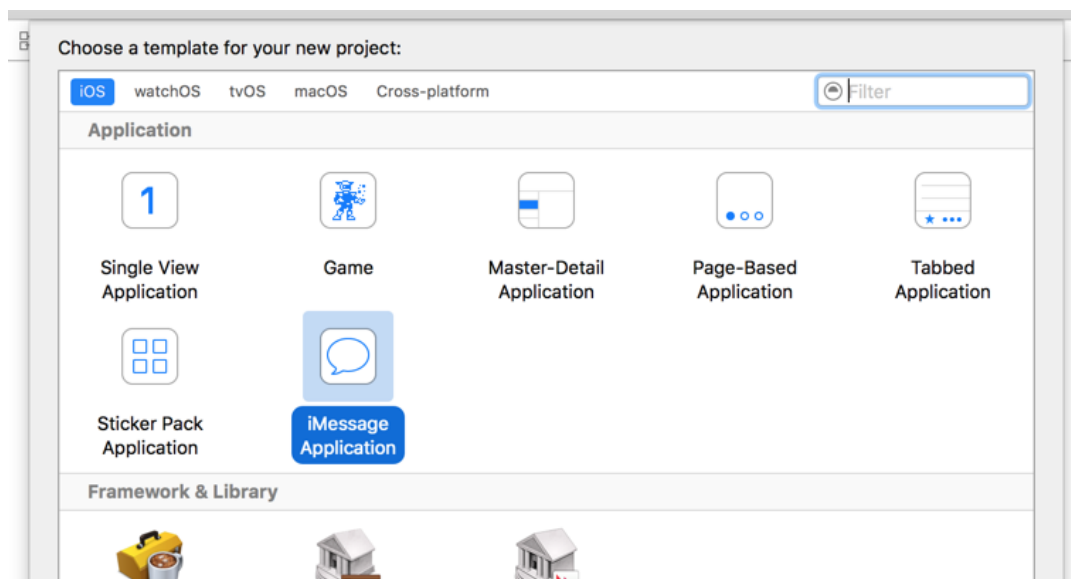 Choose a template for your new project:
iOS watchOS tvOS macOS Cross-platform Filter
Application
1
Single View Application
Game
Master-Detail Application
Page-Based Application
Tabbed Application
Sticker Pack Application
iMessage Application
Framework & Library